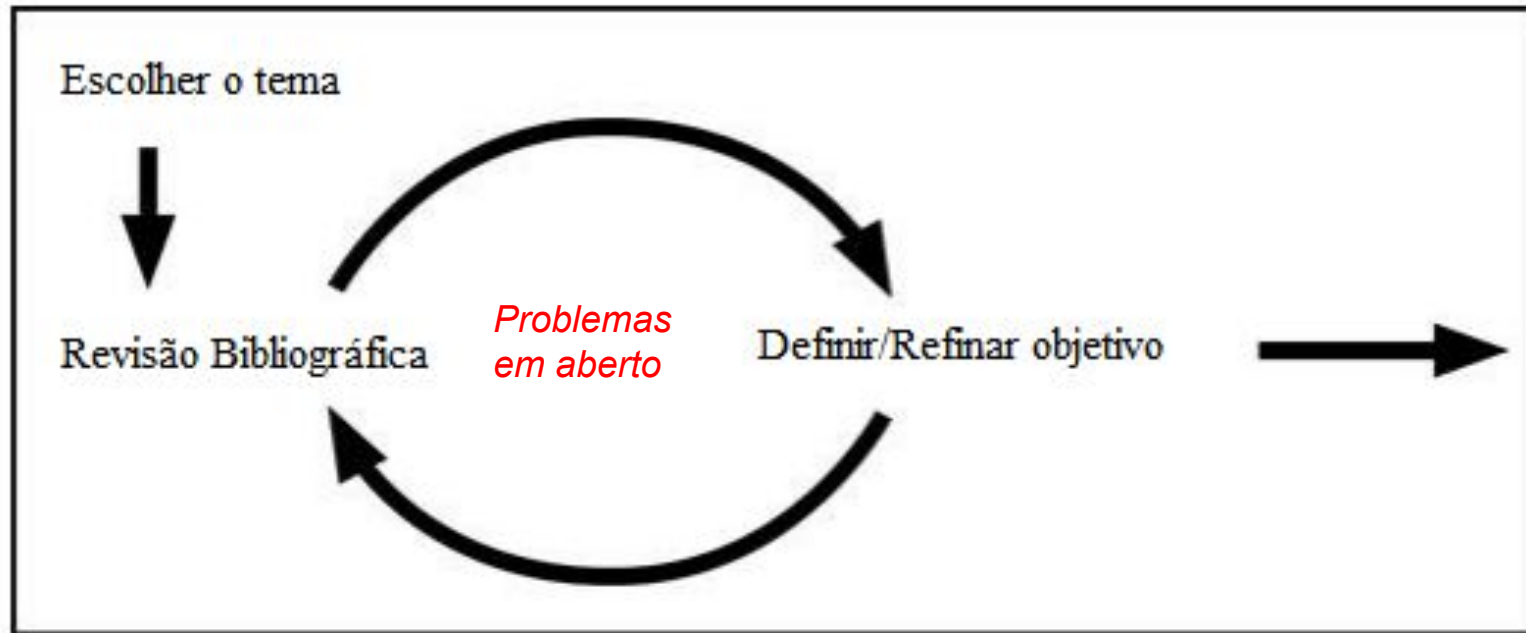 Escolher o tema
Revisão Bibliográfica
Problemas
em aberto
Definir/Refinar objetivo